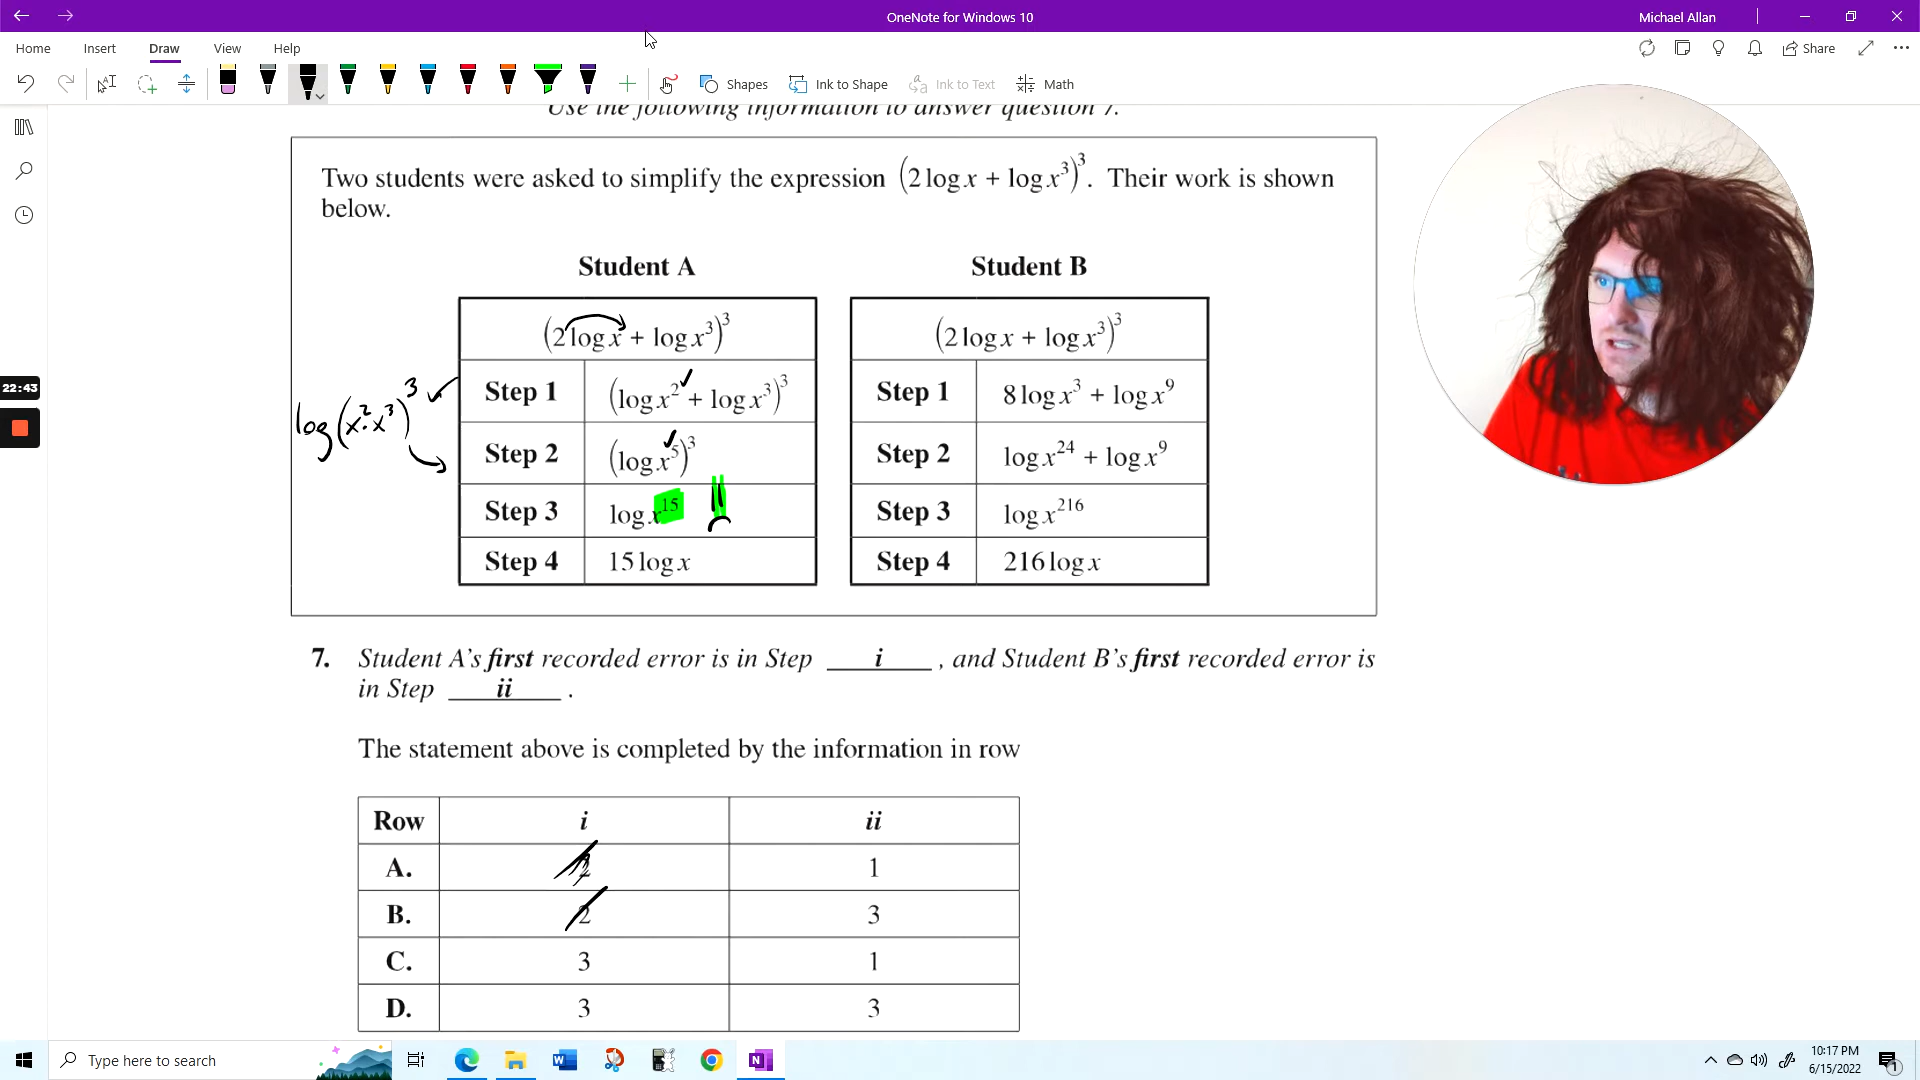 OneNote for Windows 10
Michael Allan
Home Insert Draw View Help
Share
Shapes Ink to Shape Ink to Text Math
Use the following information to answer question 7.
Two students were asked to simplify the expression (2 log x + log x³)³. Their work is shown
below.
Student A
(2 log x + log x³)³
Step 1 (log x² + log x³)³
Step 2 (log x⁵)³
Step 3 log x¹⁵
Step 4 15 log x
log(x²·x³)³
Student B
(2 log x + log x³)³
Step 1 8 log x³ + log x⁹
Step 2 log x²⁴ + log x⁹
Step 3 log x²¹⁶
Step 4 216 log x
22:43
7. Student A's first recorded error is in Step i , and Student B's first recorded error is
in Step ii .
The statement above is completed by the information in row
Row i ii
A. 2 1
B. 2 3
C. 3 1
D. 3 3
Type here to search
10:17 PM
6/15/2022
1